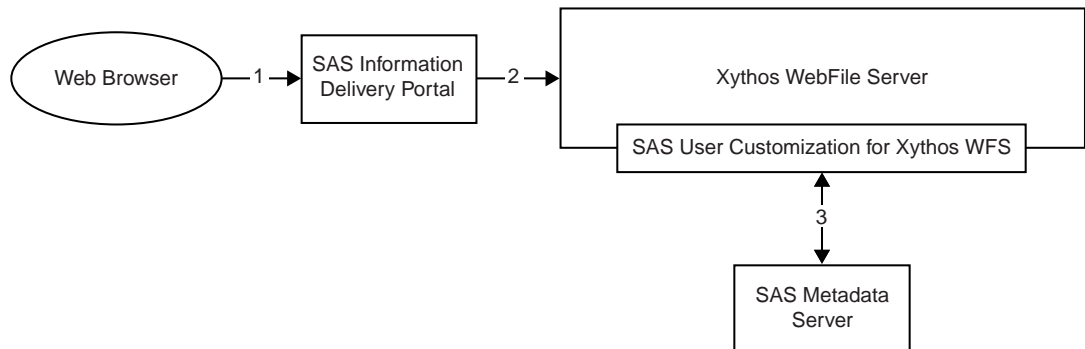 Web Browser
1
SAS Information
Delivery Portal
2
Xythos WebFile Server
SAS User Customization for Xythos WFS
3
SAS Metadata
Server